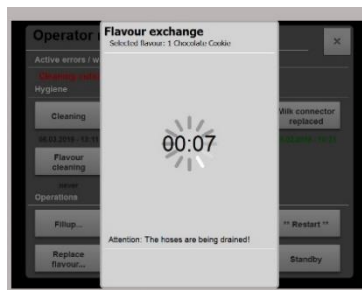 Operator
Flavour exchange
Selected flavour: 1 Chocolate Cookie
×
Active errors / w
Hygiene
Cleaning
Milk connector
replaced
00:07
Flavour
cleaning
never
Operations
Fillup...
** Restart **
Attention: The hoses are being drained!
Replace
flavour...
Standby